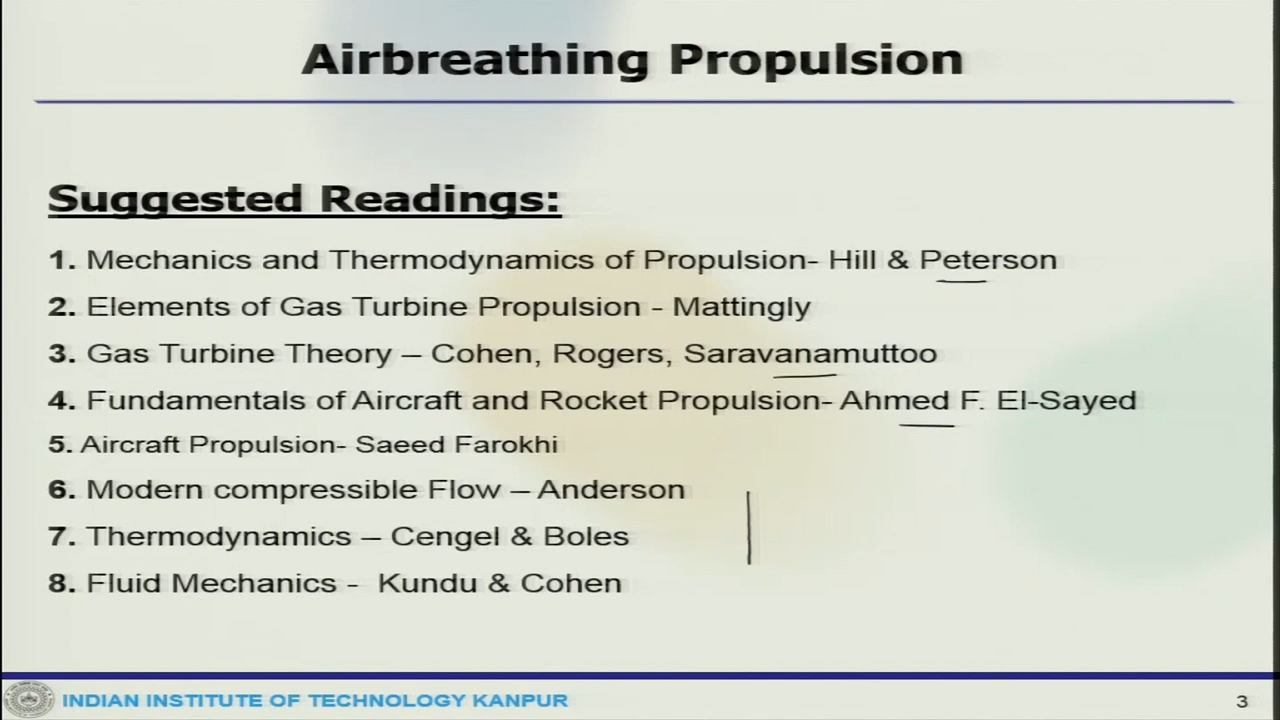 Airbreathing Propulsion
Suggested Readings:
1. Mechanics and Thermodynamics of Propulsion- Hill & Peterson
2. Elements of Gas Turbine Propulsion - Mattingly
3. Gas Turbine Theory – Cohen, Rogers, Saravanamuttoo
4. Fundamentals of Aircraft and Rocket Propulsion- Ahmed F. El-Sayed
5. Aircraft Propulsion- Saeed Farokhi
6. Modern compressible Flow – Anderson
7. Thermodynamics – Cengel & Boles
8. Fluid Mechanics - Kundu & Cohen
INDIAN INSTITUTE OF TECHNOLOGY KANPUR
3